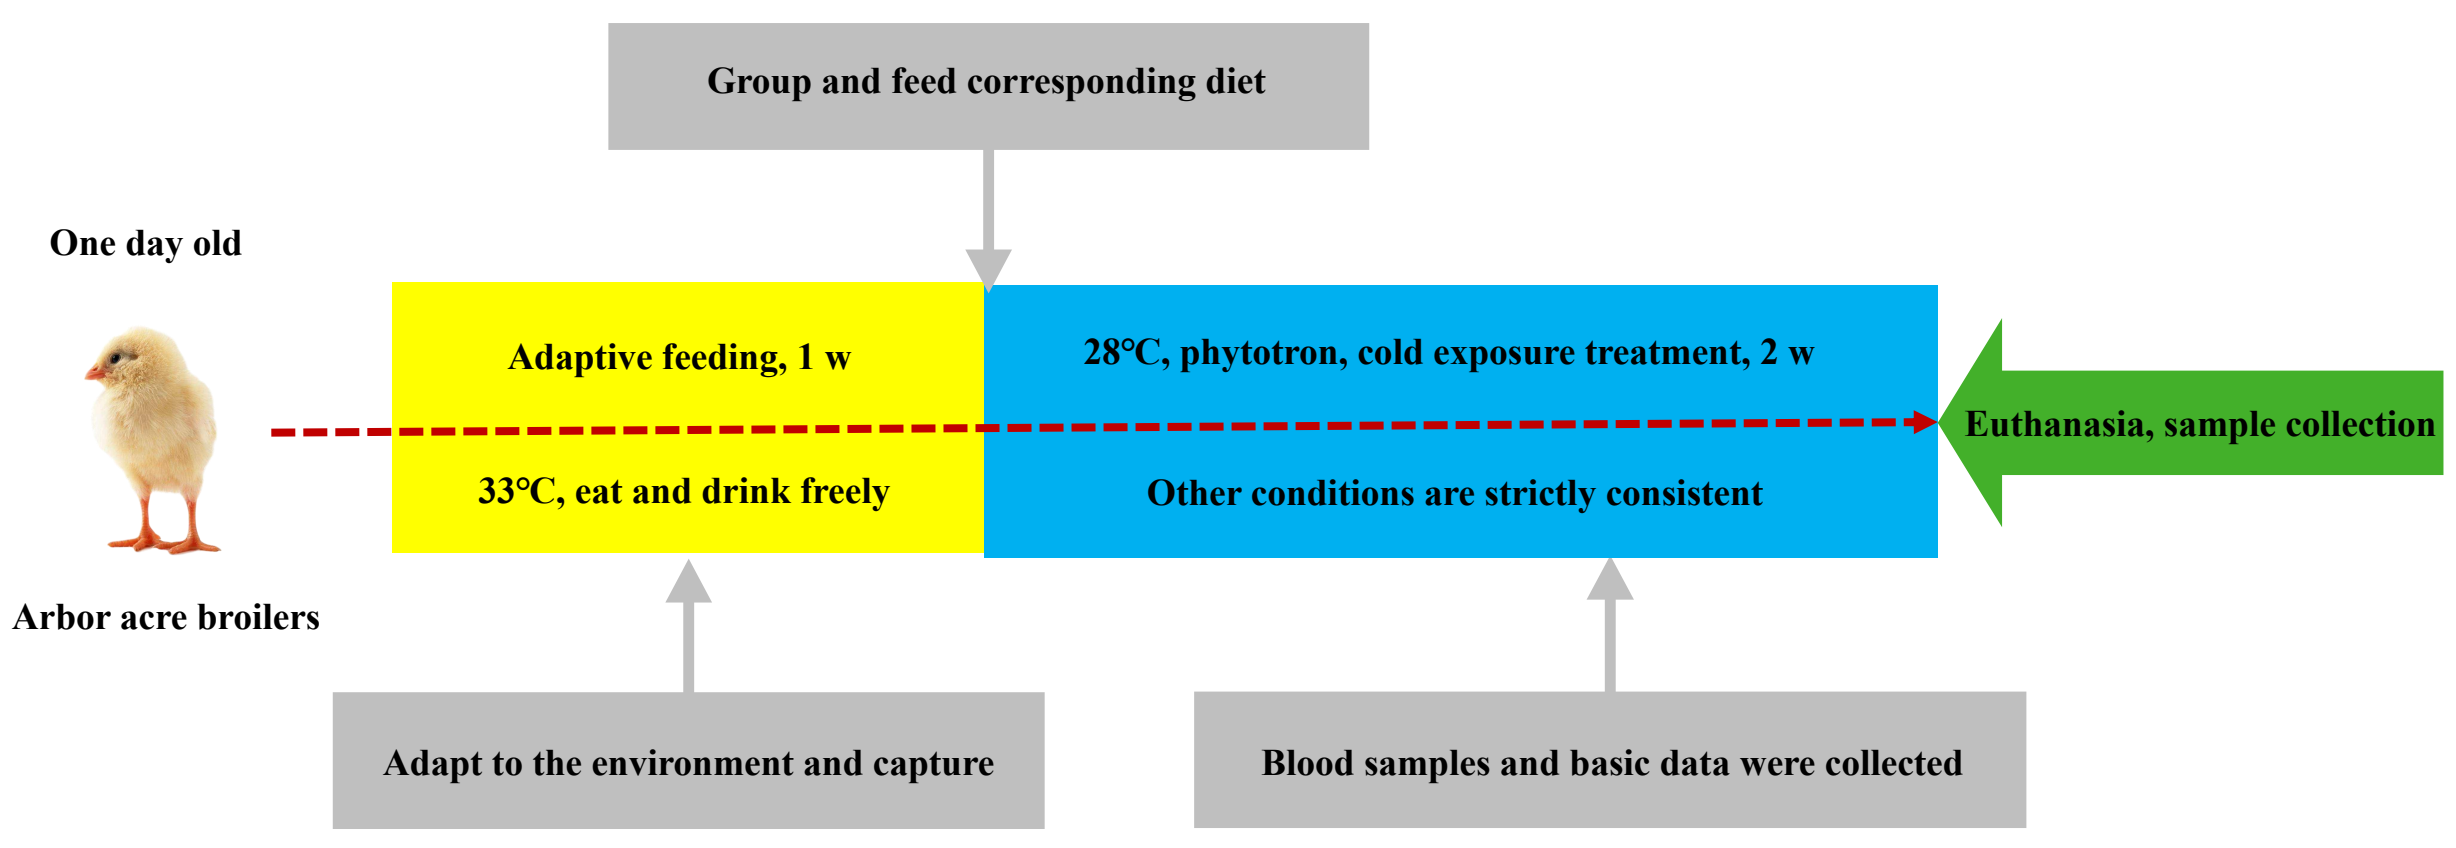 Group and feed corresponding diet
One day old
Adaptive feeding, 1 w
28℃, phytotron, cold exposure treatment, 2 w
Euthanasia, sample collection
33℃, eat and drink freely
Other conditions are strictly consistent
Arbor acre broilers
Adapt to the environment and capture
Blood samples and basic data were collected